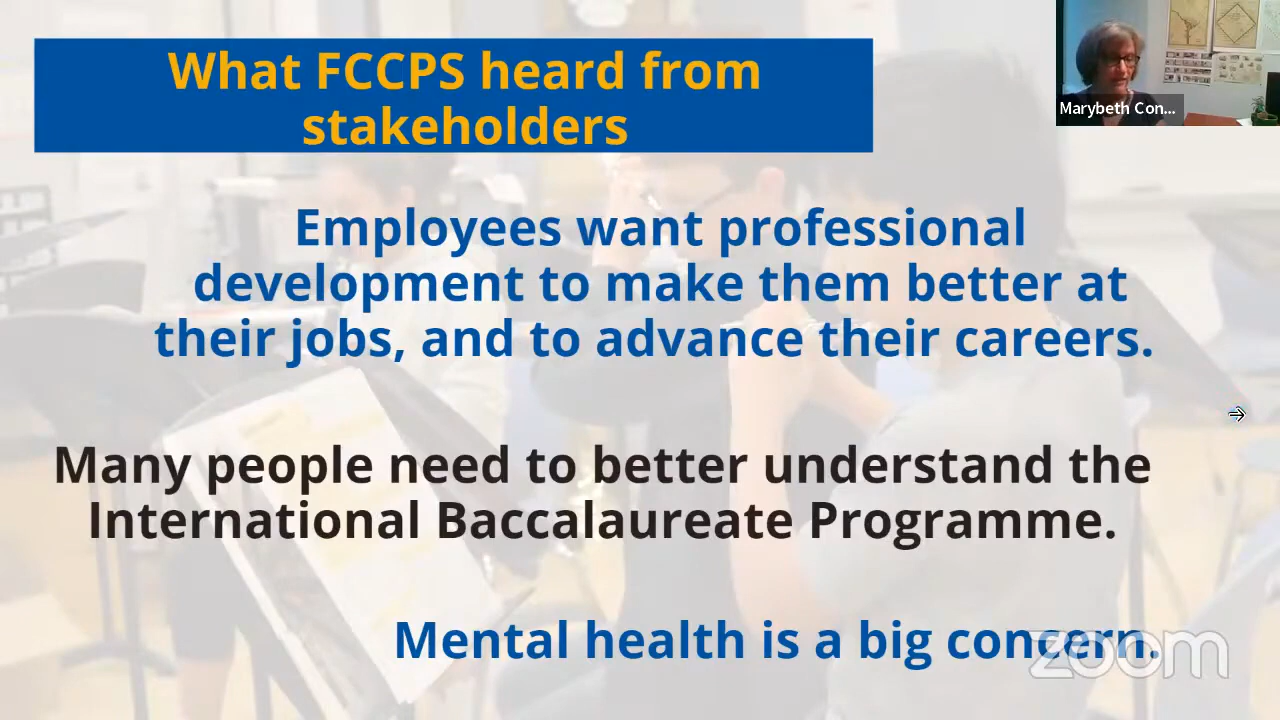 What FCCPS heard from
stakeholders
Marybeth Con...
Employees want professional
development to make them better at
their jobs, and to advance their careers.
Many people need to better understand the
International Baccalaureate Programme.
Mental health is a big concern.
zoom